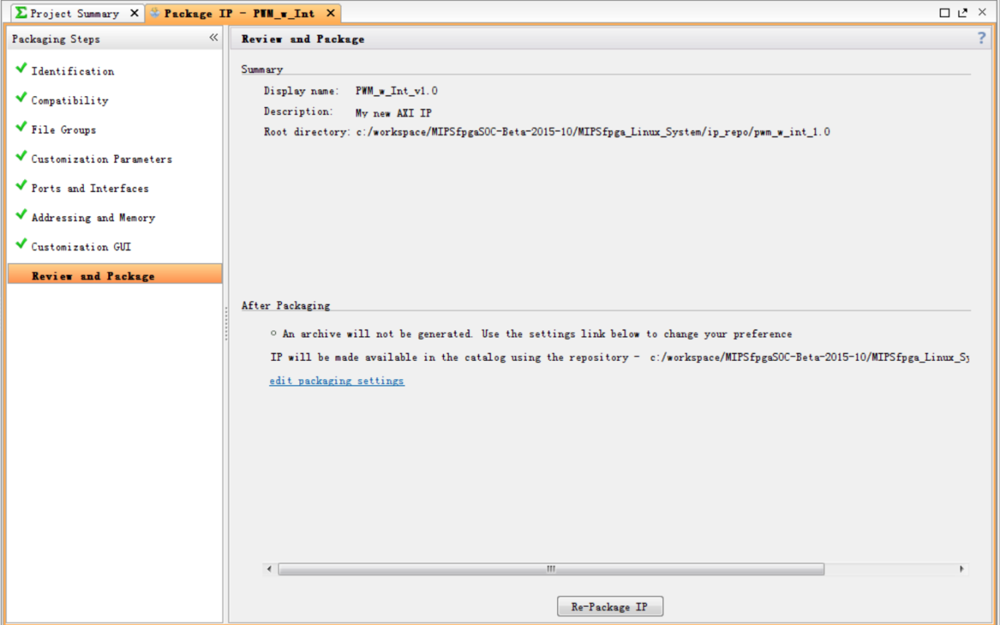 Project Summary
Package IP - PWM_w_Int
Packaging Steps
Identification
Compatibility
File Groups
Customization Parameters
Ports and Interfaces
Addressing and Memory
Customization GUI
Review and Package
Review and Package
?
Summary
Display name: PWM_w_Int_v1.0
Description: My new AXI IP
Root directory: c:/workspace/MIPSfpgaSOC-Beta-2015-10/MIPSfpga_Linux_System/ip_repo/pwm_w_int_1.0
After Packaging
An archive will not be generated. Use the settings link below to change your preference
IP will be made available in the catalog using the repository - c:/workspace/MIPSfpgaSOC-Beta-2015-10/MIPSfpga_Linux_Sy
edit packaging settings
Re-Package IP